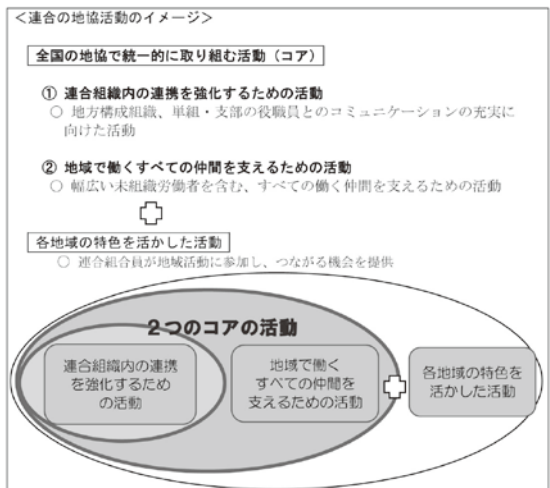 ＜連合の地協活動のイメージ＞
全国の地協で統一的に取り組む活動（コア）
① 連合組織内の連携を強化するための活動
○ 地方構成組織、単組・支部の役職員とのコミュニケーションの充実に
向けた活動
② 地域で働くすべての仲間を支えるための活動
○ 幅広い未組織労働者を含む、すべての働く仲間を支えるための活動
各地域の特色を活かした活動
○ 連合組合員が地域活動に参加し、つながる機会を提供
２つのコアの活動
連合組織内の連携
を強化するため
の活動
地域で働く
すべての仲間を
支えるための活動
各地域の特色を
活かした活動